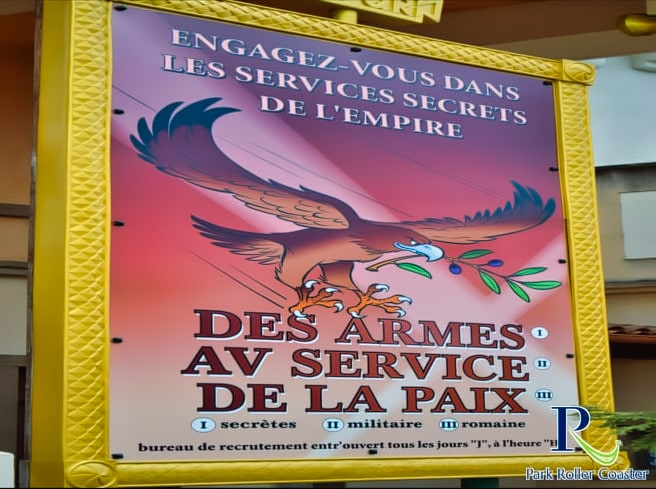 ENGAGEZ-VOUS DANS
LES SERVICES SECRETS
DE L'EMPIRE
DES ARMES I
AV SERVICE II
DE LA PAIX III
I secrètes II militaire III romaine
bureau de recrutement entr'ouvert tous les jours "J", à l'heure "H
R
Park Roller Coaster